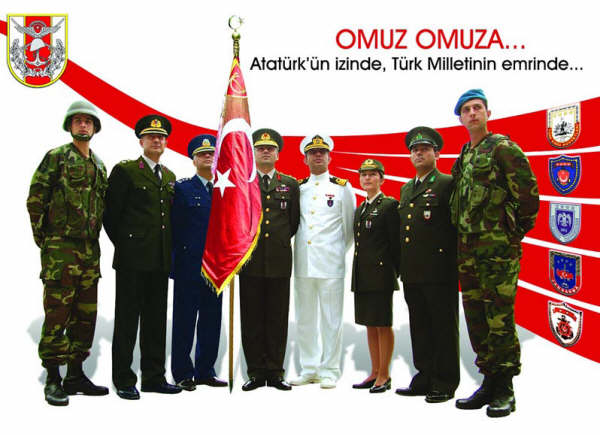 OMUZ OMUZA...
Atatürk'ün izinde, Türk Milletinin emrinde...